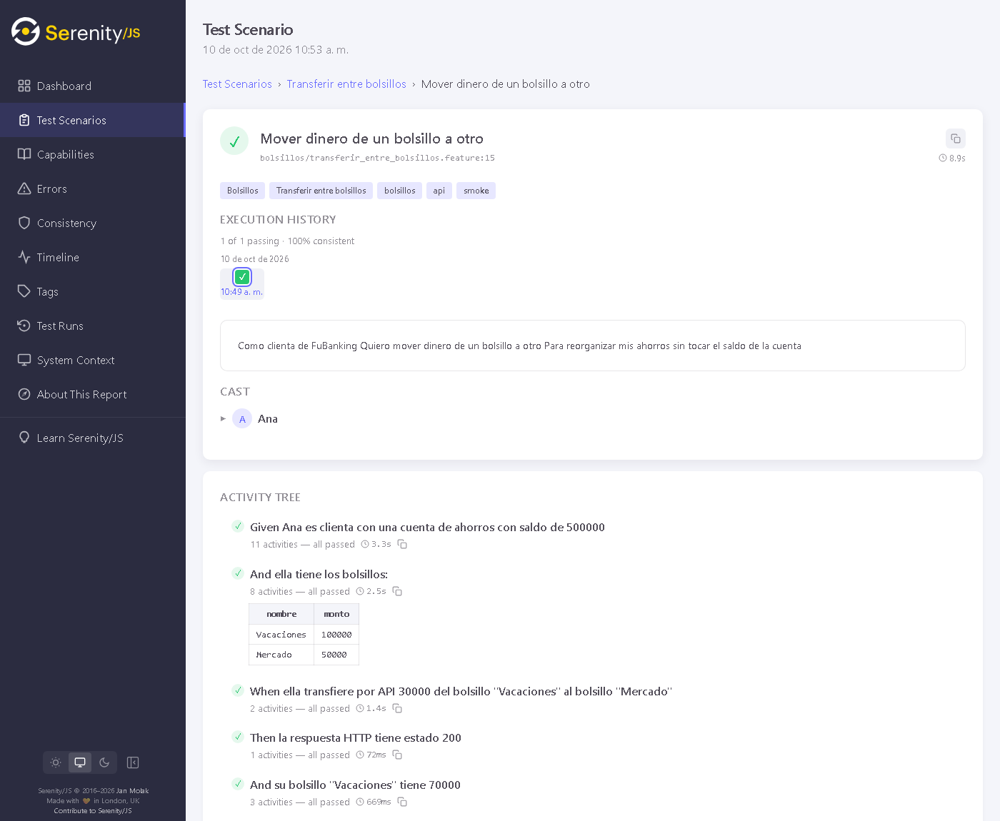 Serenity/JS
Dashboard
Test Scenarios
Capabilities
Errors
Consistency
Timeline
Tags
Test Runs
System Context
About This Report
Learn Serenity/JS
Serenity/JS © 2016–2026 Jan Molak
Made with 🤎 in London, UK
Contribute to Serenity/JS
Test Scenario
10 de oct de 2026 10:53 a. m.
Test Scenarios › Transferir entre bolsillos › Mover dinero de un bolsillo a otro
Mover dinero de un bolsillo a otro
bolsillos/transferir_entre_bolsillos.feature:15
8.9s
Bolsillos Transferir entre bolsillos bolsillos api smoke
EXECUTION HISTORY
1 of 1 passing · 100% consistent
10 de oct de 2026
10:49 a. m.
Como clienta de FuBanking Quiero mover dinero de un bolsillo a otro Para reorganizar mis ahorros sin tocar el saldo de la cuenta
CAST
A Ana
ACTIVITY TREE
Given Ana es clienta con una cuenta de ahorros con saldo de 500000
11 activities — all passed 3.3s
And ella tiene los bolsillos:
8 activities — all passed 2.5s
nombre monto
Vacaciones 100000
Mercado 50000
When ella transfiere por API 30000 del bolsillo "Vacaciones" al bolsillo "Mercado"
2 activities — all passed 1.4s
Then la respuesta HTTP tiene estado 200
1 activities — all passed 72ms
And su bolsillo "Vacaciones" tiene 70000
3 activities — all passed 669ms